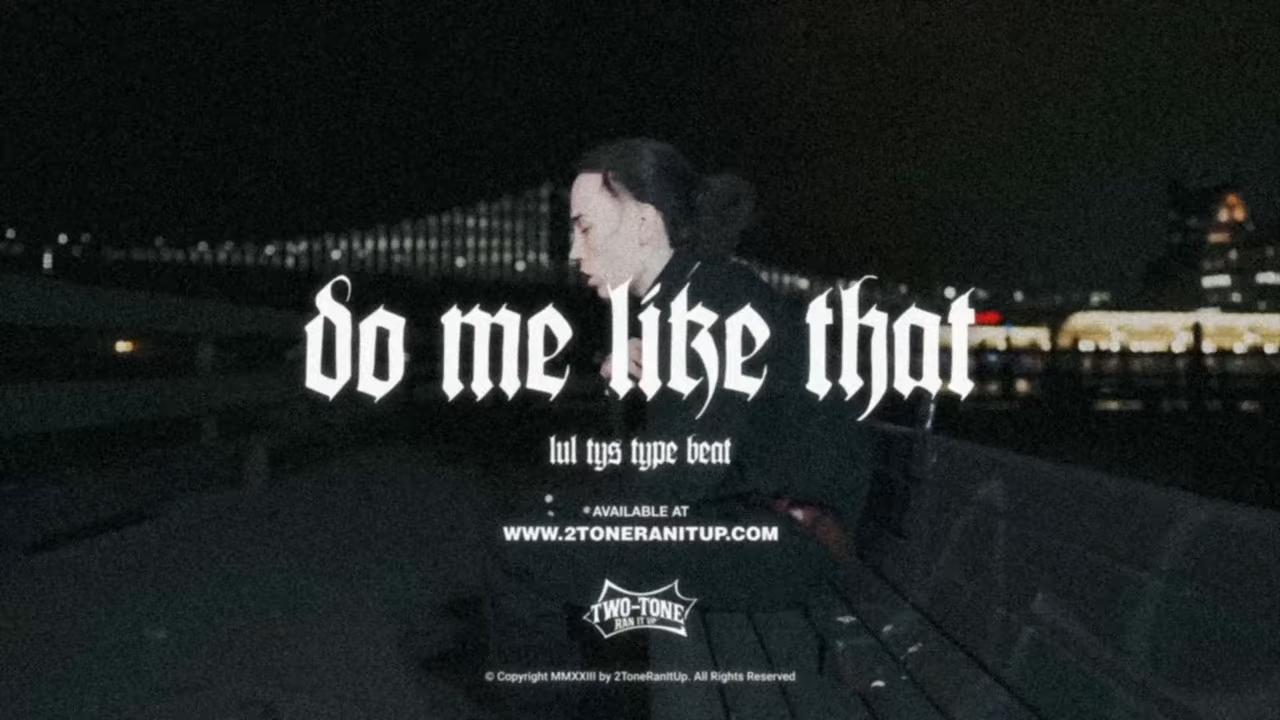 do me like that
lul tys type beat
AVAILABLE AT
WWW.2TONERANITUP.COM
TWO-TONE
RAN IT UP
© Copyright MMXXIII by 2ToneRanItUp. All Rights Reserved